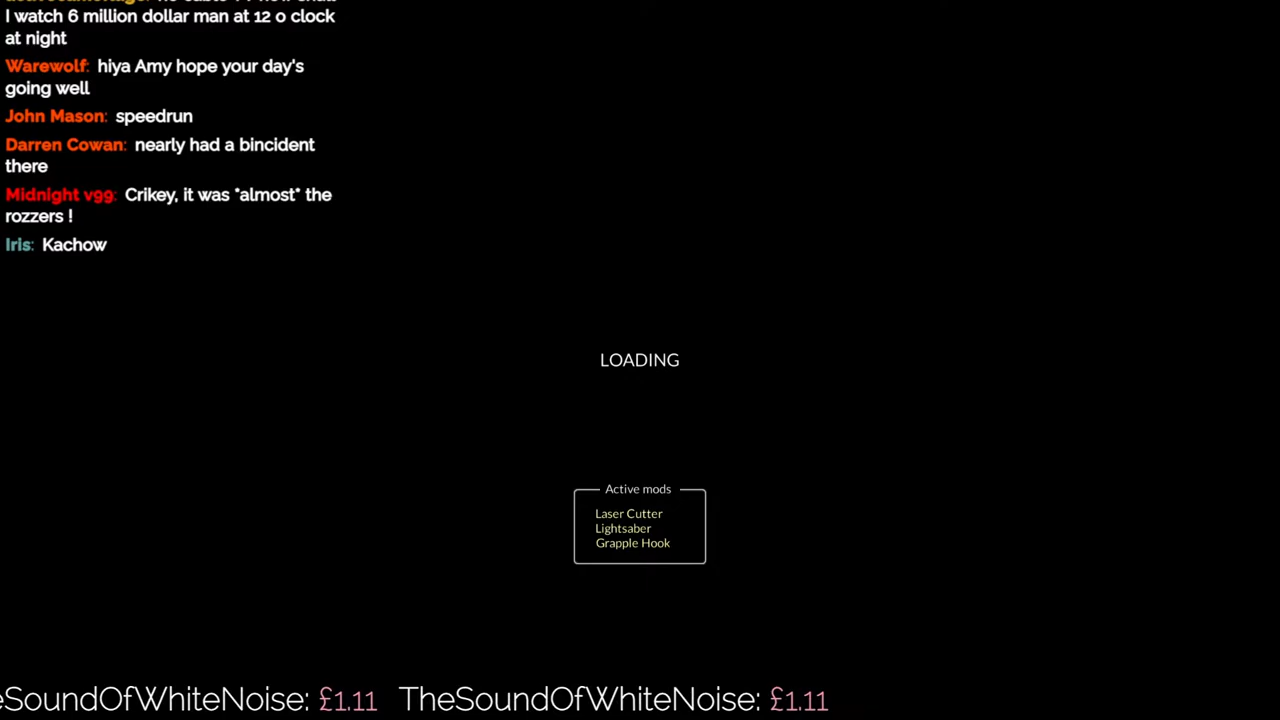 I watch 6 million dollar man at 12 o clock
at night
Warewolf: hiya Amy hope your day's
going well
John Mason: speedrun
Darren Cowan: nearly had a bincident
there
Midnight v99: Crikey, it was *almost* the
rozzers !
Iris: Kachow
LOADING
Active mods
Laser Cutter
Lightsaber
Grapple Hook
eSoundOfWhiteNoise: £1.11 TheSoundOfWhiteNoise: £1.11